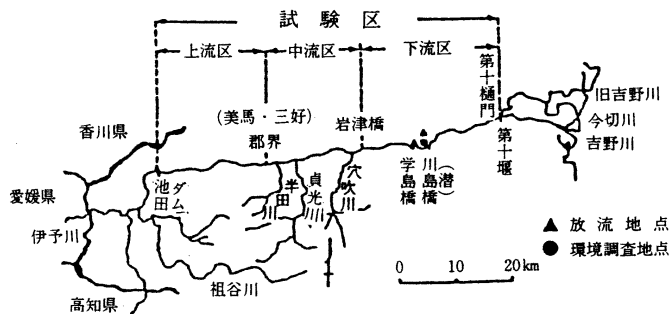 試験区
上流区
中流区
下流区
第十樋門
旧吉野川
今切川
吉野川
第十堰
(美馬・三好)
郡界
岩津橋
香川県
学島橋
川島橋
(潜)
池田ダム
半田川
貞光川
穴吹川
愛媛県
伊予川
高知県
祖谷川
▲ 放流地点
● 環境調査地点
0 10 20km